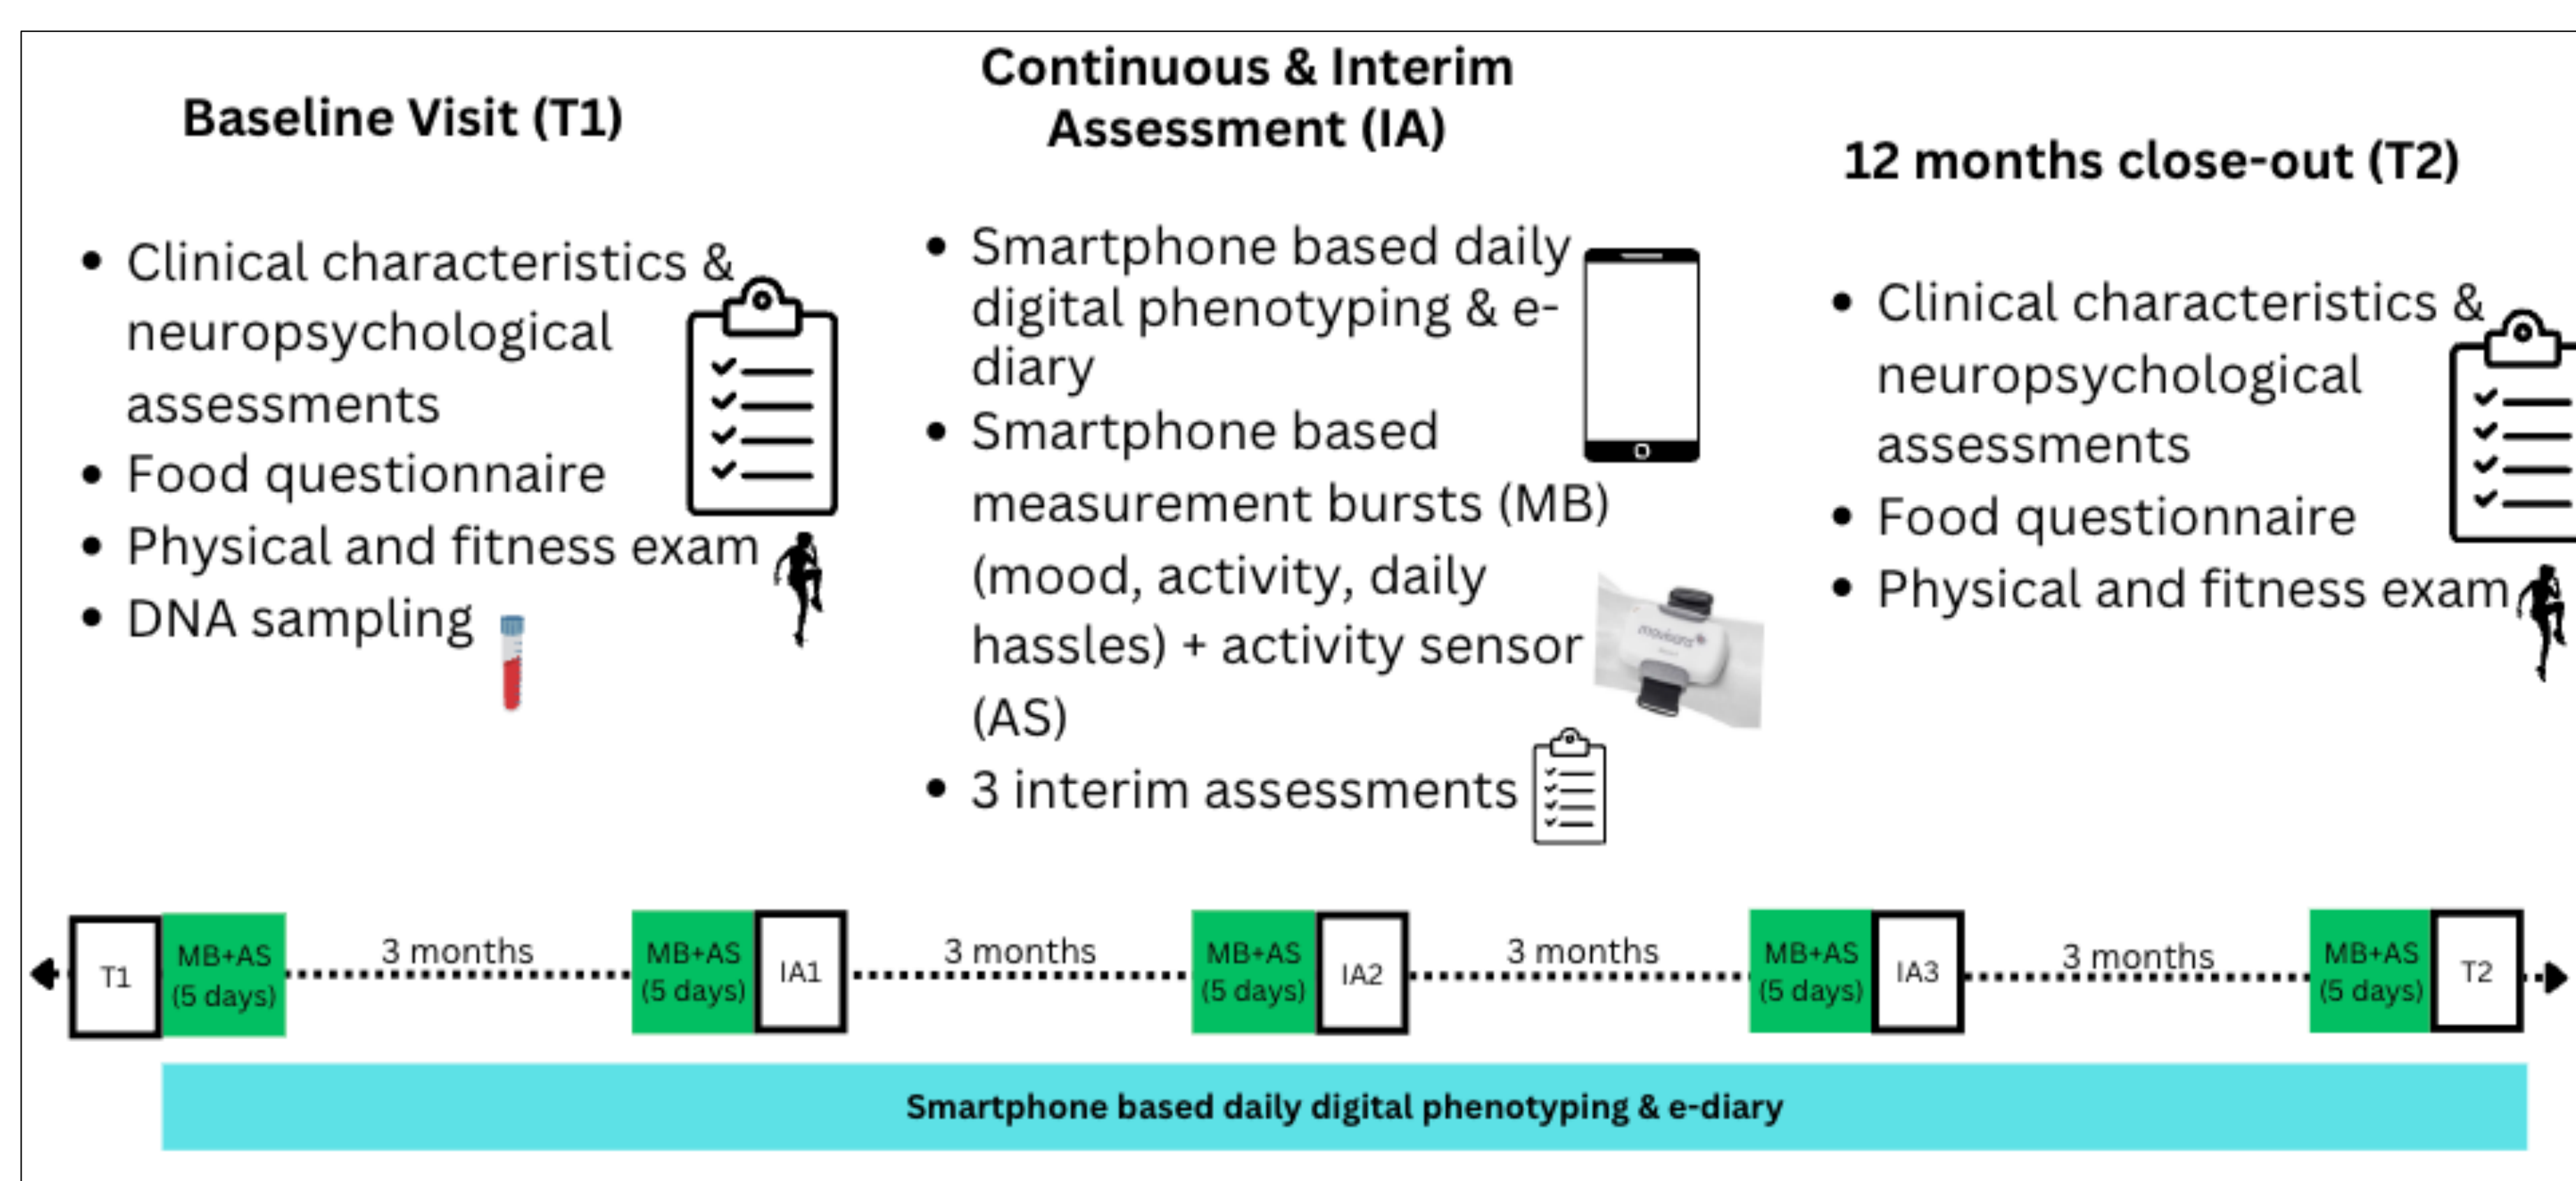 Baseline Visit (T1)
• Clinical characteristics &
neuropsychological
assessments
• Food questionnaire
• Physical and fitness exam
• DNA sampling
Continuous & Interim
Assessment (IA)
• Smartphone based daily
digital phenotyping & e-
diary
• Smartphone based
measurement bursts (MB)
(mood, activity, daily
hassles) + activity sensor
(AS)
• 3 interim assessments
12 months close-out (T2)
• Clinical characteristics &
neuropsychological
assessments
• Food questionnaire
• Physical and fitness exam
T1
MB+AS
(5 days)
3 months
MB+AS
(5 days)
IA1
3 months
MB+AS
(5 days)
IA2
3 months
MB+AS
(5 days)
IA3
3 months
MB+AS
(5 days)
T2
Smartphone based daily digital phenotyping & e-diary